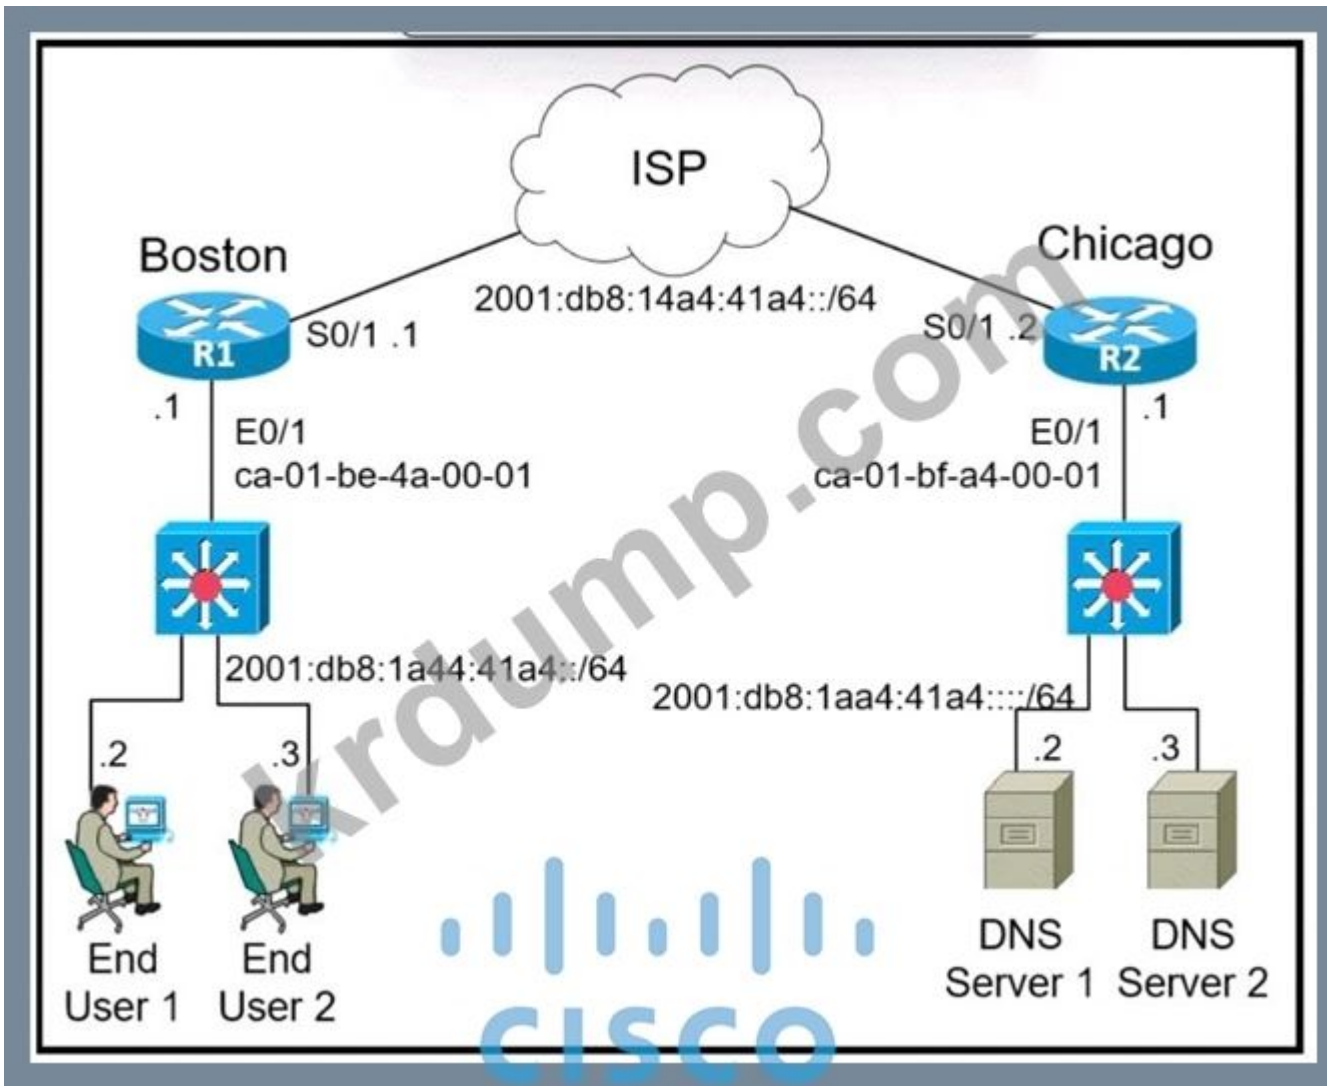 ISP
Boston
Chicago
2001:db8:14a4:41a4::/64
S0/1 .1
S0/1 .2
R1
R2
.1
.1
E0/1
E0/1
ca-01-be-4a-00-01
ca-01-bf-a4-00-01
2001:db8:1a44:41a4::/64
2001:db8:1aa4:41a4::::/64
.2
.3
.2
.3
krdump.com
End
User 1
End
User 2
DNS
Server 1
DNS
Server 2
CISCO